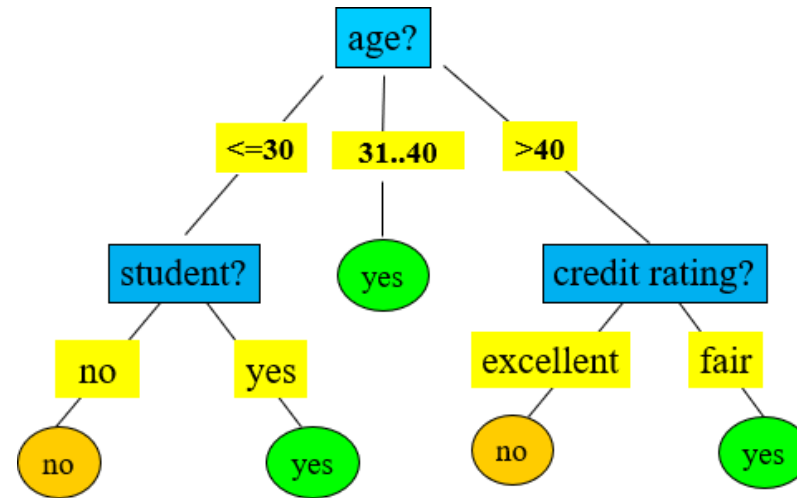 age?
<=30
31..40
>40
student?
yes
credit rating?
no
yes
excellent
fair
no
yes
no
yes